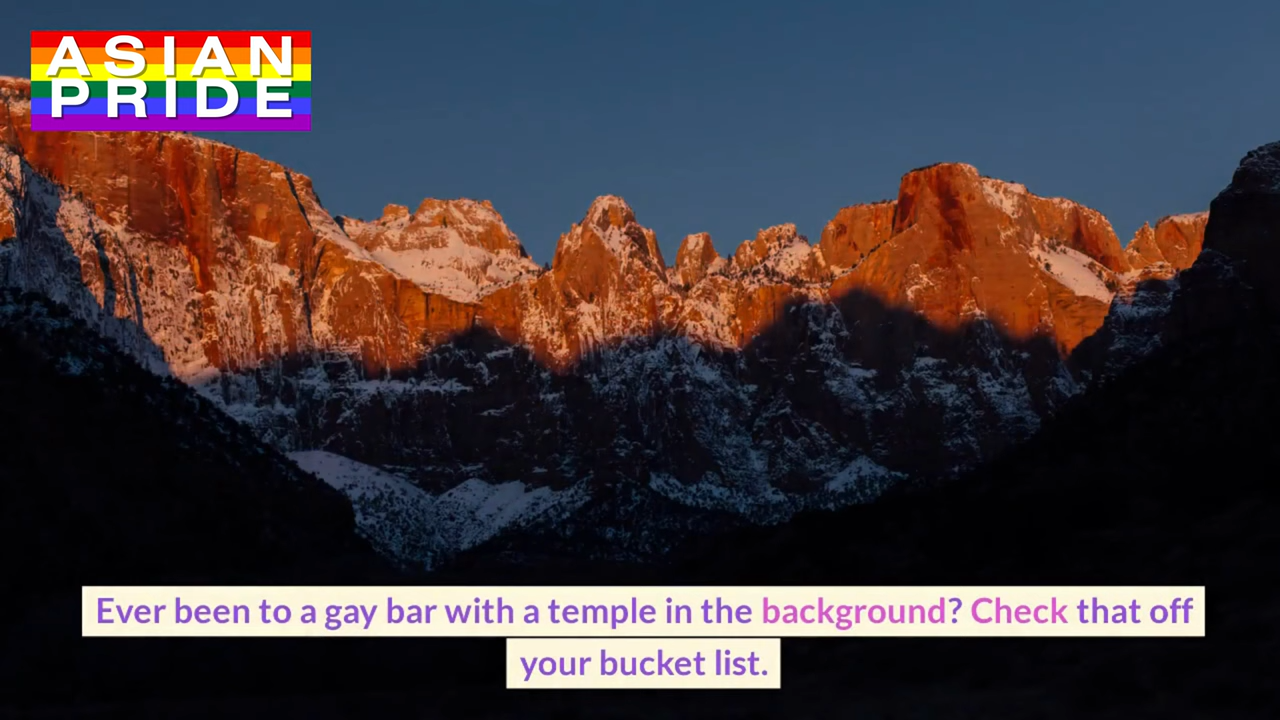 ASIAN
PRIDE
Ever been to a gay bar with a temple in the background? Check that off
your bucket list.